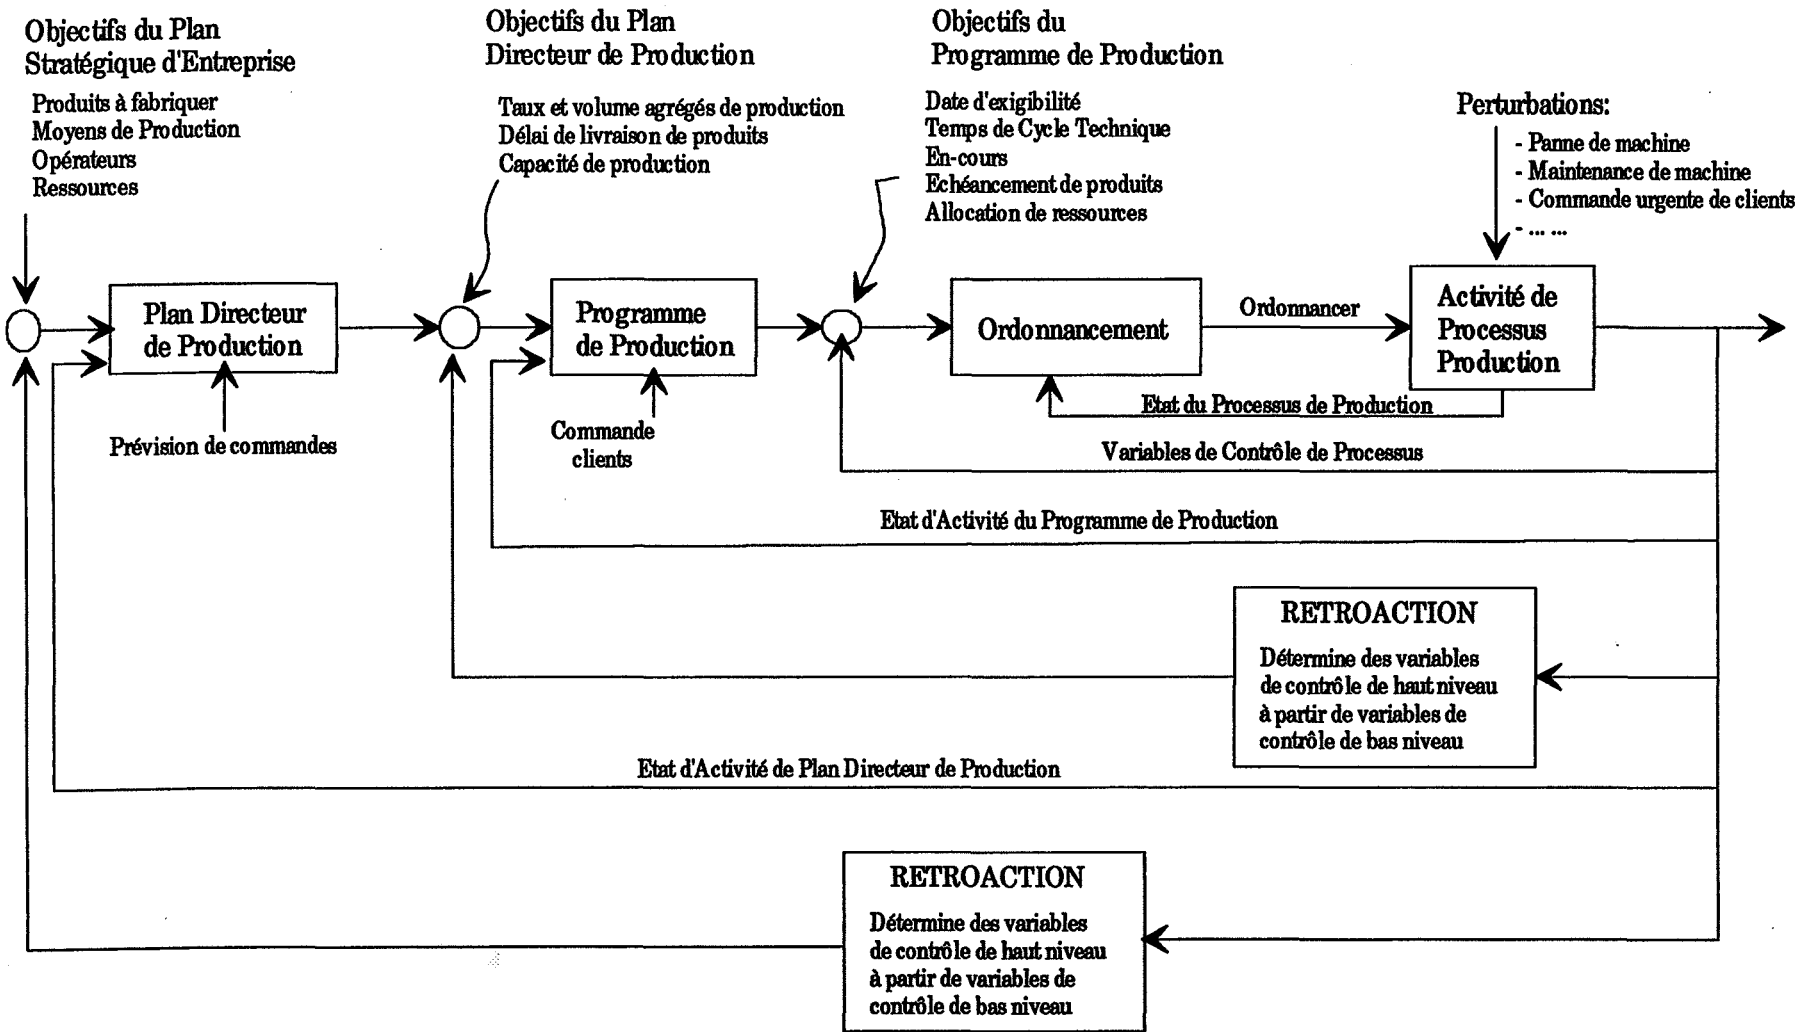 Objectifs du Plan
Stratégique d'Entreprise
Produits à fabriquer
Moyens de Production
Opérateurs
Ressources
Objectifs du Plan
Directeur de Production
Taux et volume agrégés de production
Délai de livraison de produits
Capacité de production
Objectifs du
Programme de Production
Date d'exigibilité
Temps de Cycle Technique
En-cours
Echéancement de produits
Allocation de ressources
Perturbations:
- Panne de machine
- Maintenance de machine
- Commande urgente de clients
- ... ...
Plan Directeur
de Production
Programme
de Production
Ordonnancement
Ordonnancer
Activité de
Processus
Production
Prévision de commandes
Commande
clients
Etat du Processus de Production
Variables de Contrôle de Processus
Etat d'Activité du Programme de Production
RETROACTION
Détermine des variables
de contrôle de haut niveau
à partir de variables de
contrôle de bas niveau
Etat d'Activité de Plan Directeur de Production
RETROACTION
Détermine des variables
de contrôle de haut niveau
à partir de variables de
contrôle de bas niveau